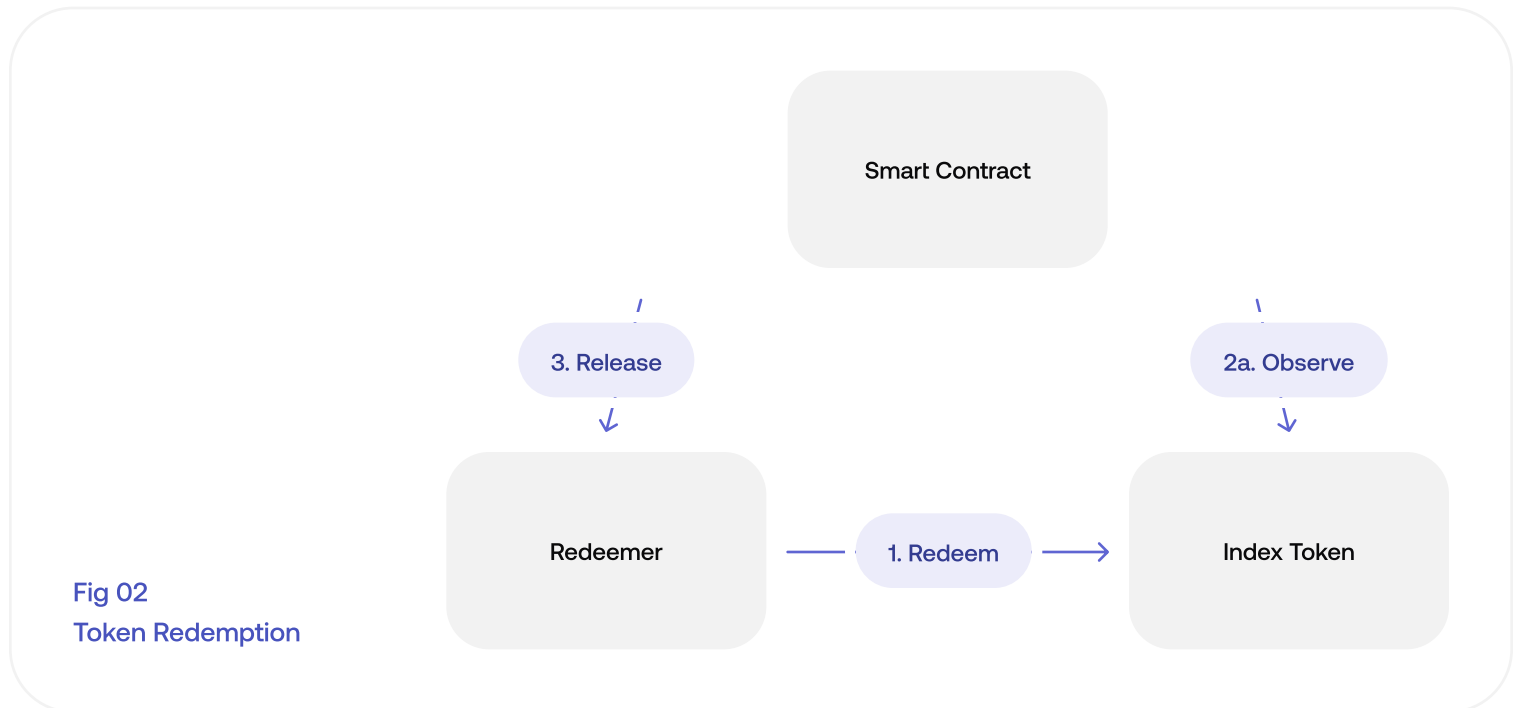 Smart Contract
3. Release
2a. Observe
Redeemer
1. Redeem
Index Token
Fig 02
Token Redemption